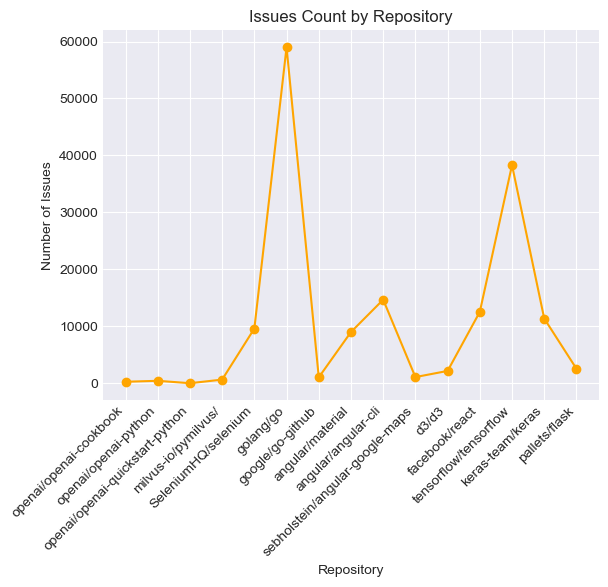 Issues Count by Repository
Number of Issues
60000
50000
40000
30000
20000
10000
0
openai/openai-cookbook
openai/openai-python
openai/openai-quickstart-python
milvus-io/pymilvus/
SeleniumHQ/selenium
golang/go
google/go-github
angular/material
angular/angular-cli
sebholstein/angular-google-maps
d3/d3
facebook/react
tensorflow/tensorflow
keras-team/keras
pallets/flask
Repository